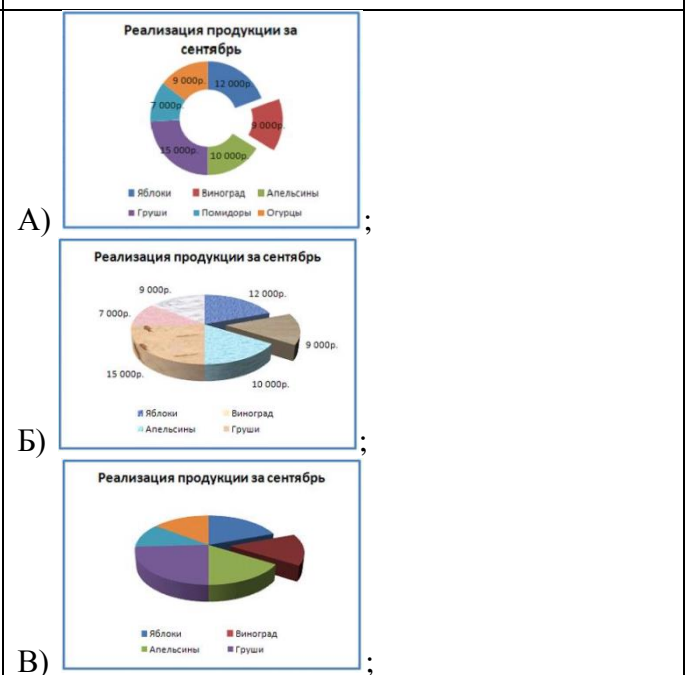 Реализация продукции за
сентябрь
9 000р. 12 000р.
7 000р. 9 000р.
15 000р. 10 000р.
Яблоки Виноград Апельсины
Груши Помидоры Огурцы
А) ;
Реализация продукции за сентябрь
9 000р. 12 000р.
7 000р.
9 000р.
15 000р.
10 000р.
Яблоки Виноград
Апельсины Груши
Б) ;
Реализация продукции за сентябрь
Яблоки Виноград
Апельсины Груши
В) ;